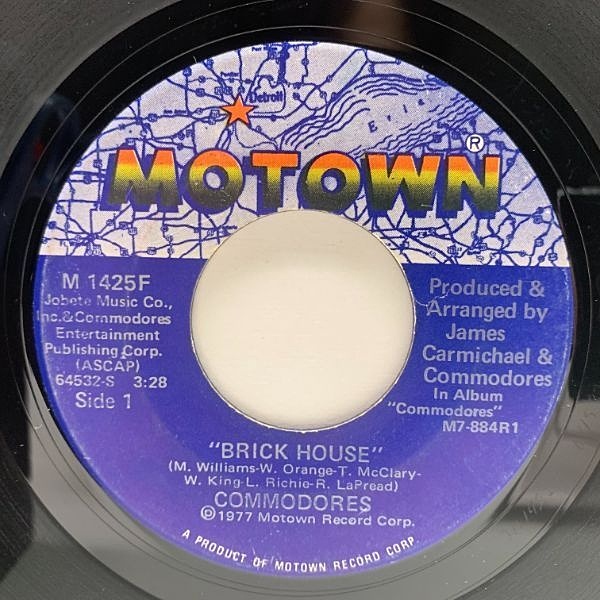 Detroit
Erie
MOTOWN®
M 1425F
Jobete Music Co.,
Inc.&Commodores
Entertainment
Publishing Corp.
(ASCAP)
64532-S 3:28
Side 1
Produced &
Arranged by
James
Carmichael &
Commodores
In Album
"Commodores"
M7-884R1
"BRICK HOUSE"
(M. Williams-W. Orange-T. McClary-
W. King-L. Richie-R. LaPread)
COMMODORES
℗©1977 Motown Record Corp.
A PRODUCT OF MOTOWN RECORD CORP.